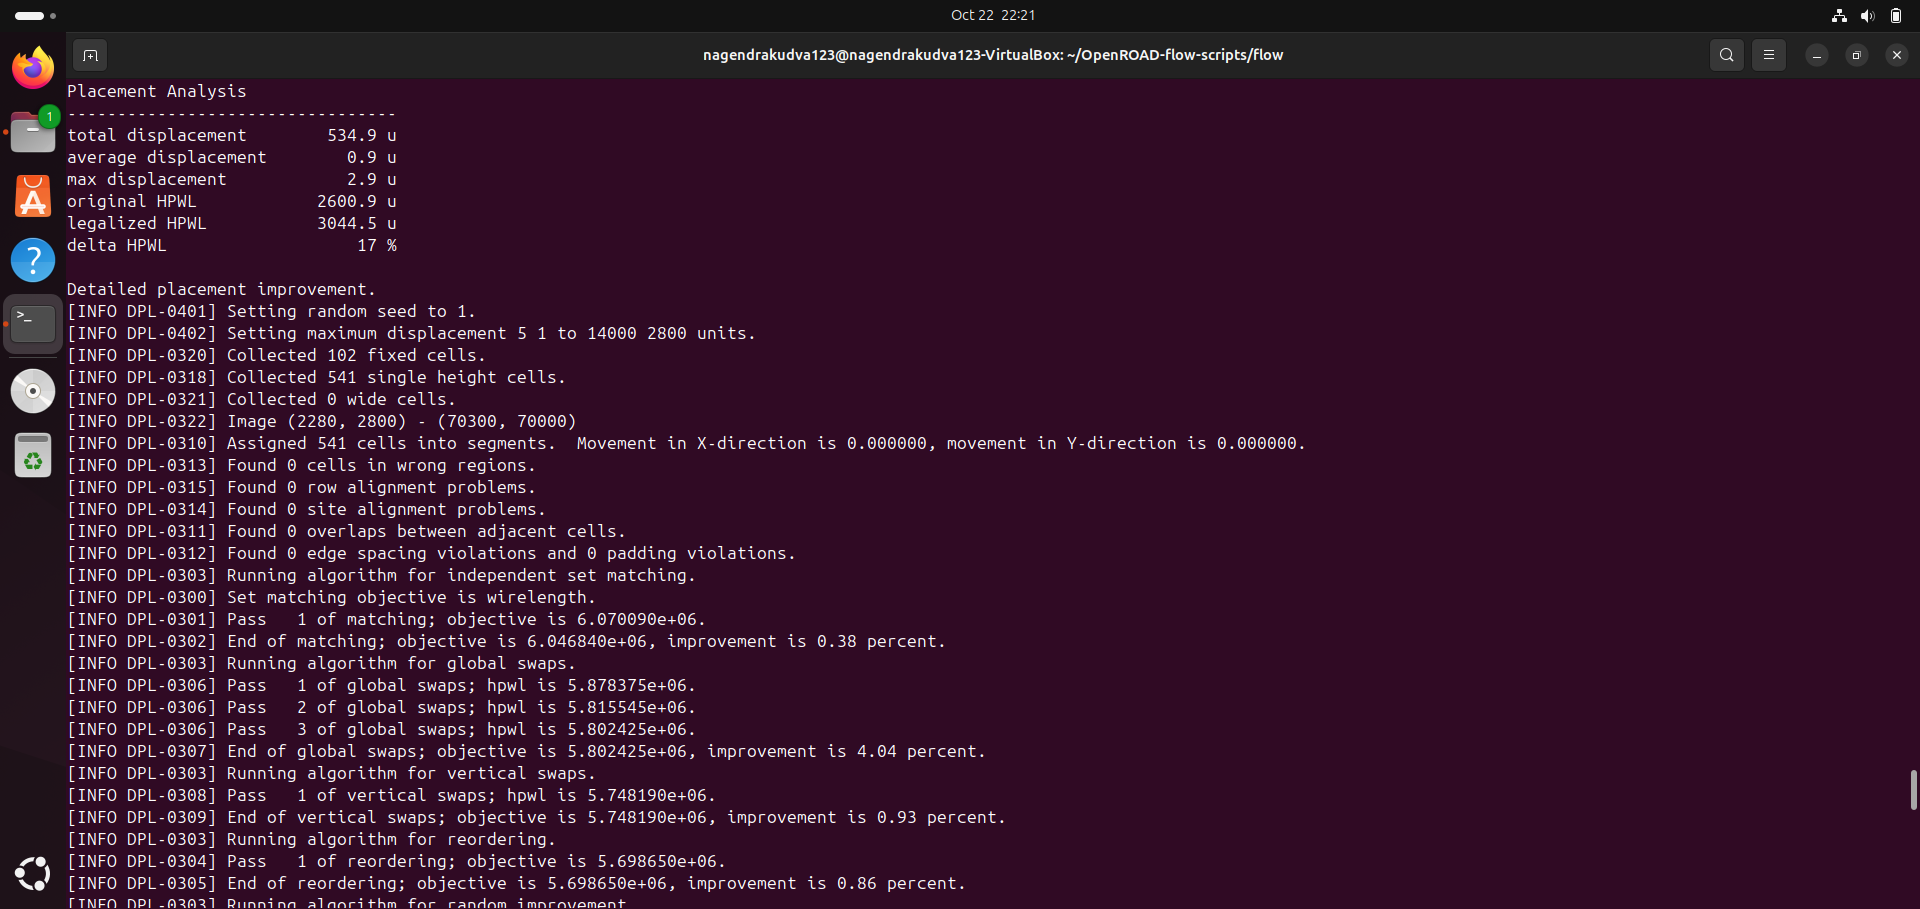 Oct 22 22:21
nagendrakudva123@nagendrakudva123-VirtualBox: ~/OpenROAD-flow-scripts/flow
1
Placement Analysis
---------------------------------
total displacement        534.9 u
average displacement        0.9 u
max displacement            2.9 u
original HPWL            2600.9 u
legalized HPWL           3044.5 u
delta HPWL                   17 %
Detailed placement improvement.
[INFO DPL-0401] Setting random seed to 1.
[INFO DPL-0402] Setting maximum displacement 5 1 to 14000 2800 units.
[INFO DPL-0320] Collected 102 fixed cells.
[INFO DPL-0318] Collected 541 single height cells.
[INFO DPL-0321] Collected 0 wide cells.
[INFO DPL-0322] Image (2280, 2800) - (70300, 70000)
[INFO DPL-0310] Assigned 541 cells into segments.  Movement in X-direction is 0.000000, movement in Y-direction is 0.000000.
[INFO DPL-0313] Found 0 cells in wrong regions.
[INFO DPL-0315] Found 0 row alignment problems.
[INFO DPL-0314] Found 0 site alignment problems.
[INFO DPL-0311] Found 0 overlaps between adjacent cells.
[INFO DPL-0312] Found 0 edge spacing violations and 0 padding violations.
[INFO DPL-0303] Running algorithm for independent set matching.
[INFO DPL-0300] Set matching objective is wirelength.
[INFO DPL-0301] Pass   1 of matching; objective is 6.070090e+06.
[INFO DPL-0302] End of matching; objective is 6.046840e+06, improvement is 0.38 percent.
[INFO DPL-0303] Running algorithm for global swaps.
[INFO DPL-0306] Pass   1 of global swaps; hpwl is 5.878375e+06.
[INFO DPL-0306] Pass   2 of global swaps; hpwl is 5.815545e+06.
[INFO DPL-0306] Pass   3 of global swaps; hpwl is 5.802425e+06.
[INFO DPL-0307] End of global swaps; objective is 5.802425e+06, improvement is 4.04 percent.
[INFO DPL-0303] Running algorithm for vertical swaps.
[INFO DPL-0308] Pass   1 of vertical swaps; hpwl is 5.748190e+06.
[INFO DPL-0309] End of vertical swaps; objective is 5.748190e+06, improvement is 0.93 percent.
[INFO DPL-0303] Running algorithm for reordering.
[INFO DPL-0304] Pass   1 of reordering; objective is 5.698650e+06.
[INFO DPL-0305] End of reordering; objective is 5.698650e+06, improvement is 0.86 percent.
[INFO DPL-0303] Running algorithm for random improvement.